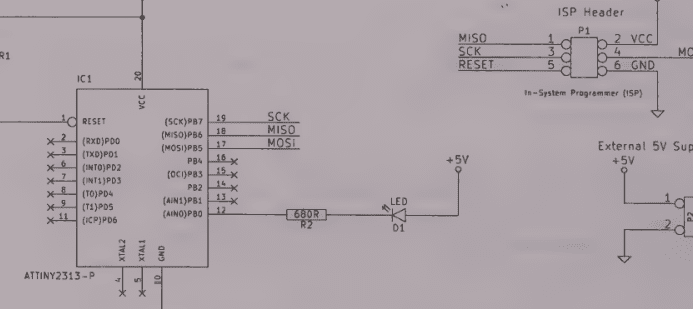 ISP Header
P1
MISO 1 2 VCC
SCK 3 4 MO
RESET 5 6 GND
In-System Programmer (ISP)
R1
IC1
20
VCC
1 RESET
2 (RXD)PD0
3 (TXD)PD1
6 (INT0)PD2
7 (INT1)PD3
8 (T0)PD4
9 (T1)PD5
11 (ICP)PD6
(SCK)PB7 19 SCK
(MISO)PB6 18 MISO
(MOSI)PB5 17 MOSI
PB4 16
(OCI)PB3 15
PB2 14
(AIN1)PB1 13
(AIN0)PB0 12
XTAL2
XTAL1
GND
4
5
10
ATTINY2313-P
680R
R2
LED
D1
+5V
External 5V Sup
+5V
1
2
P2